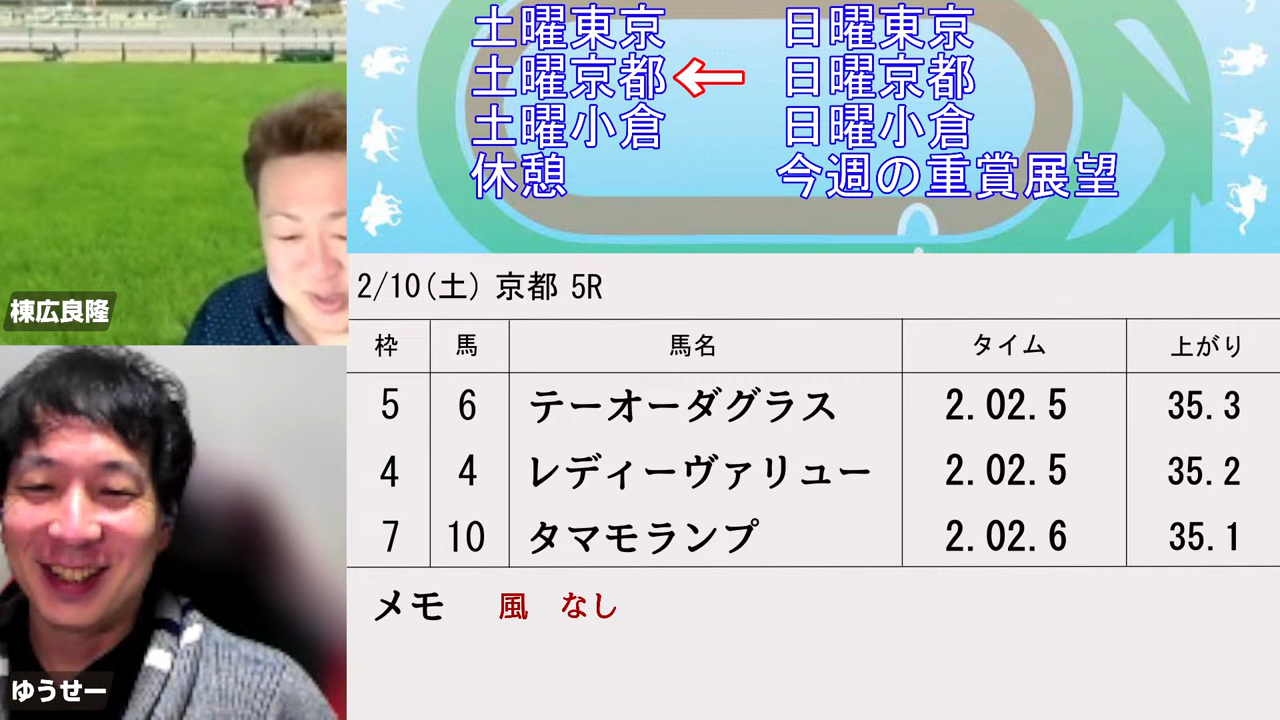 土曜東京 日曜東京
土曜京都 日曜京都
土曜小倉 日曜小倉
休憩 今週の重賞展望
2/10(土) 京都 5R
枠 馬 馬名 タイム 上がり
5 6 テーオーダグラス 2.02.5 35.3
4 4 レディーヴァリュー 2.02.5 35.2
7 10 タマモランプ 2.02.6 35.1
メモ 風 なし
棟広良隆
ゆうせー